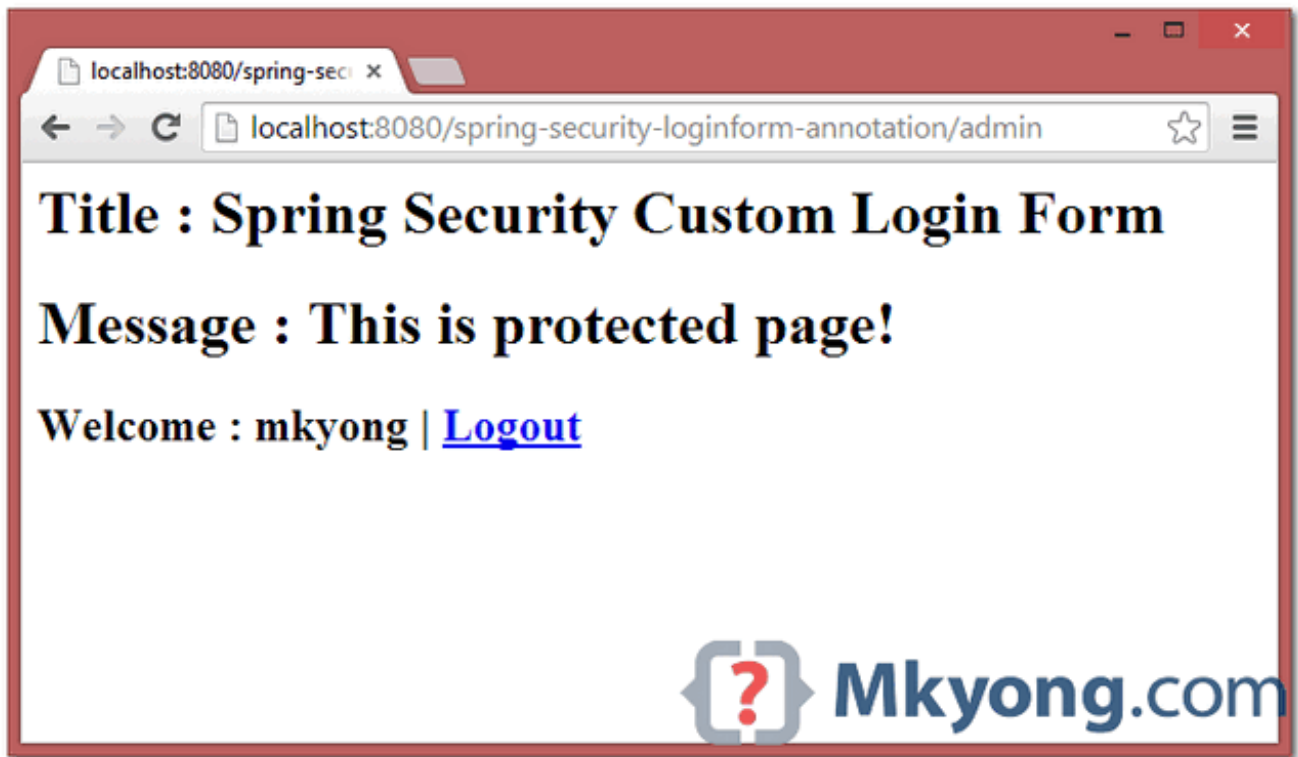 localhost:8080/spring-sec
localhost:8080/spring-security-loginform-annotation/admin
Title : Spring Security Custom Login Form
Message : This is protected page!
Welcome : mkyong | Logout
{?} Mkyong.com